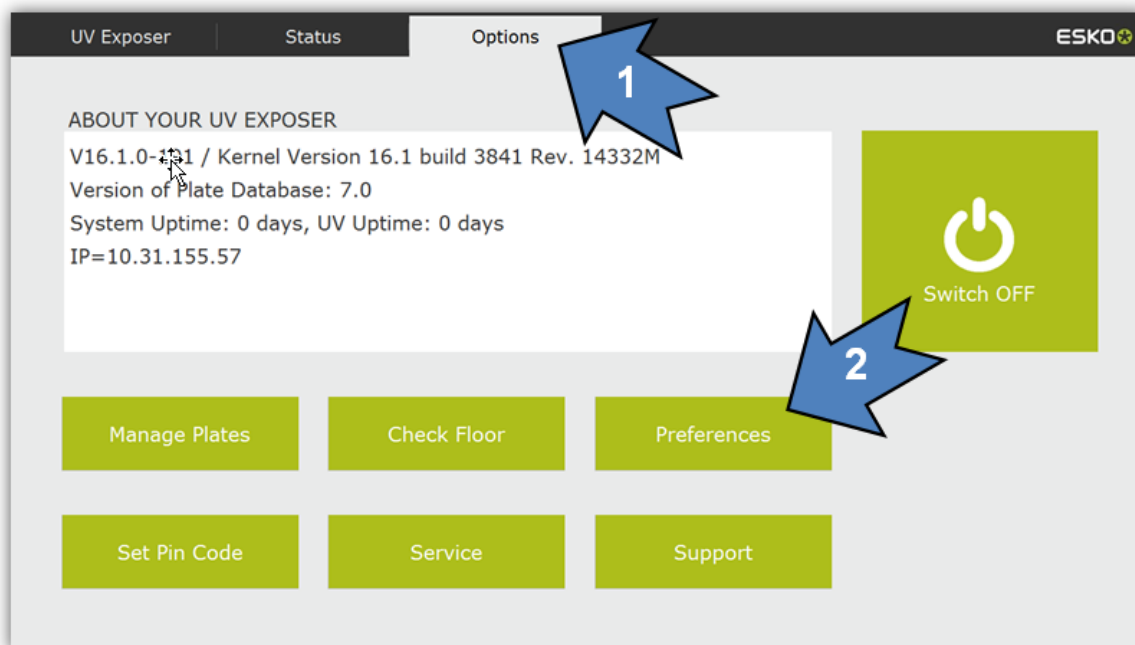 UV Exposer Status Options ESKO
1
ABOUT YOUR UV EXPOSER
V16.1.0- / Kernel Version 16.1 build 3841 Rev. 14332M
Version of Plate Database: 7.0
System Uptime: 0 days, UV Uptime: 0 days
IP=10.31.155.57
Switch OFF
2
Manage Plates Check Floor Preferences
Set Pin Code Service Support